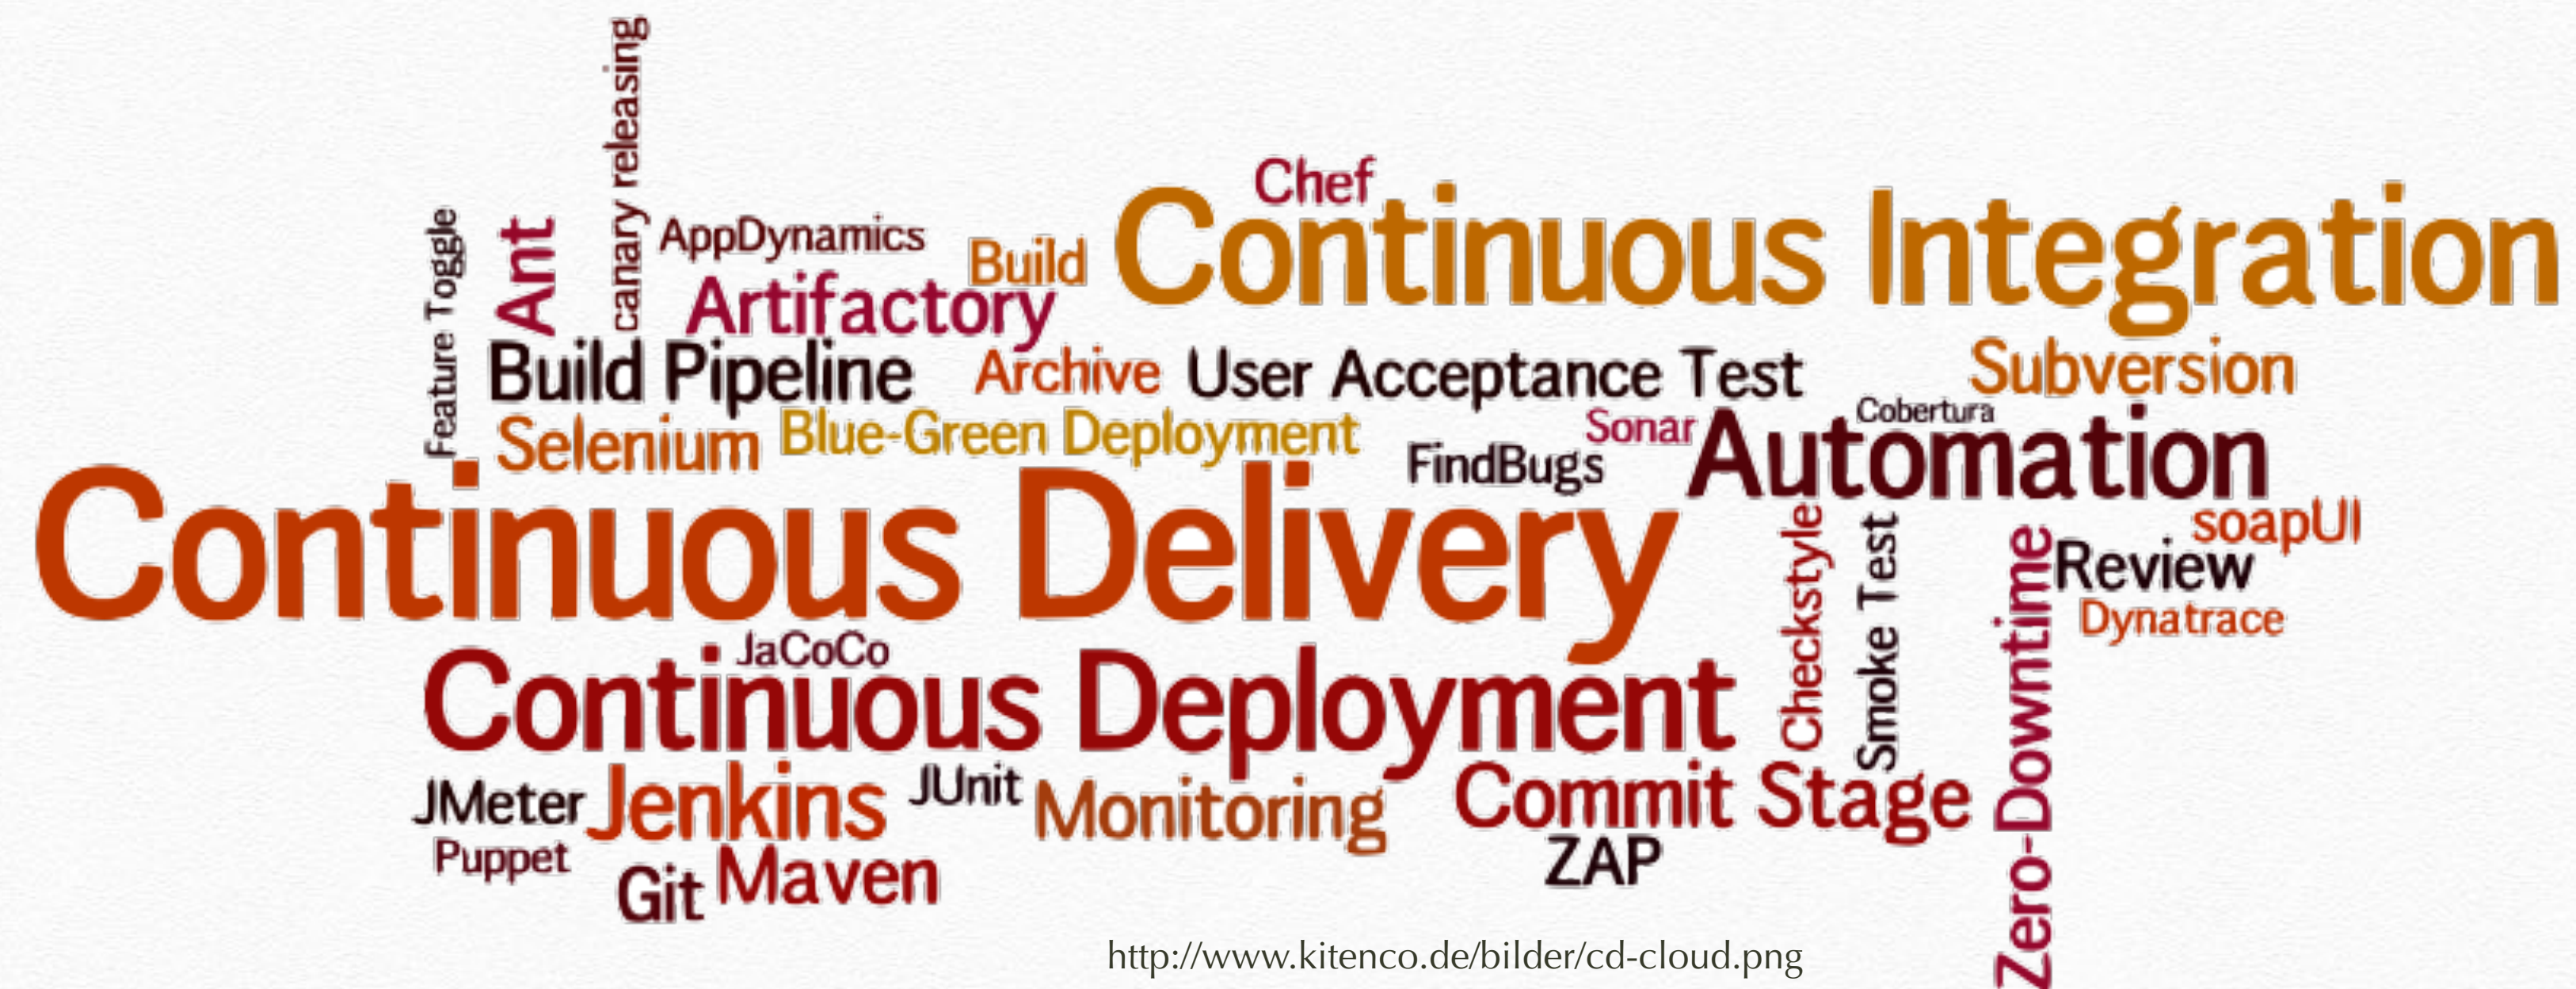 canary releasing
Chef
Feature Toggle
Ant
AppDynamics
Build
Continuous Integration
Artifactory
Build Pipeline
Archive
User Acceptance Test
Subversion
Selenium
Blue-Green Deployment
Sonar
Cobertura
FindBugs
Automation
Continuous Delivery
soapUI
Checkstyle
Smoke Test
Zero-Downtime
Review
Dynatrace
JaCoCo
Continuous Deployment
JMeter
Jenkins
JUnit
Monitoring
Commit Stage
Puppet
Git
Maven
ZAP
http://www.kitenco.de/bilder/cd-cloud.png